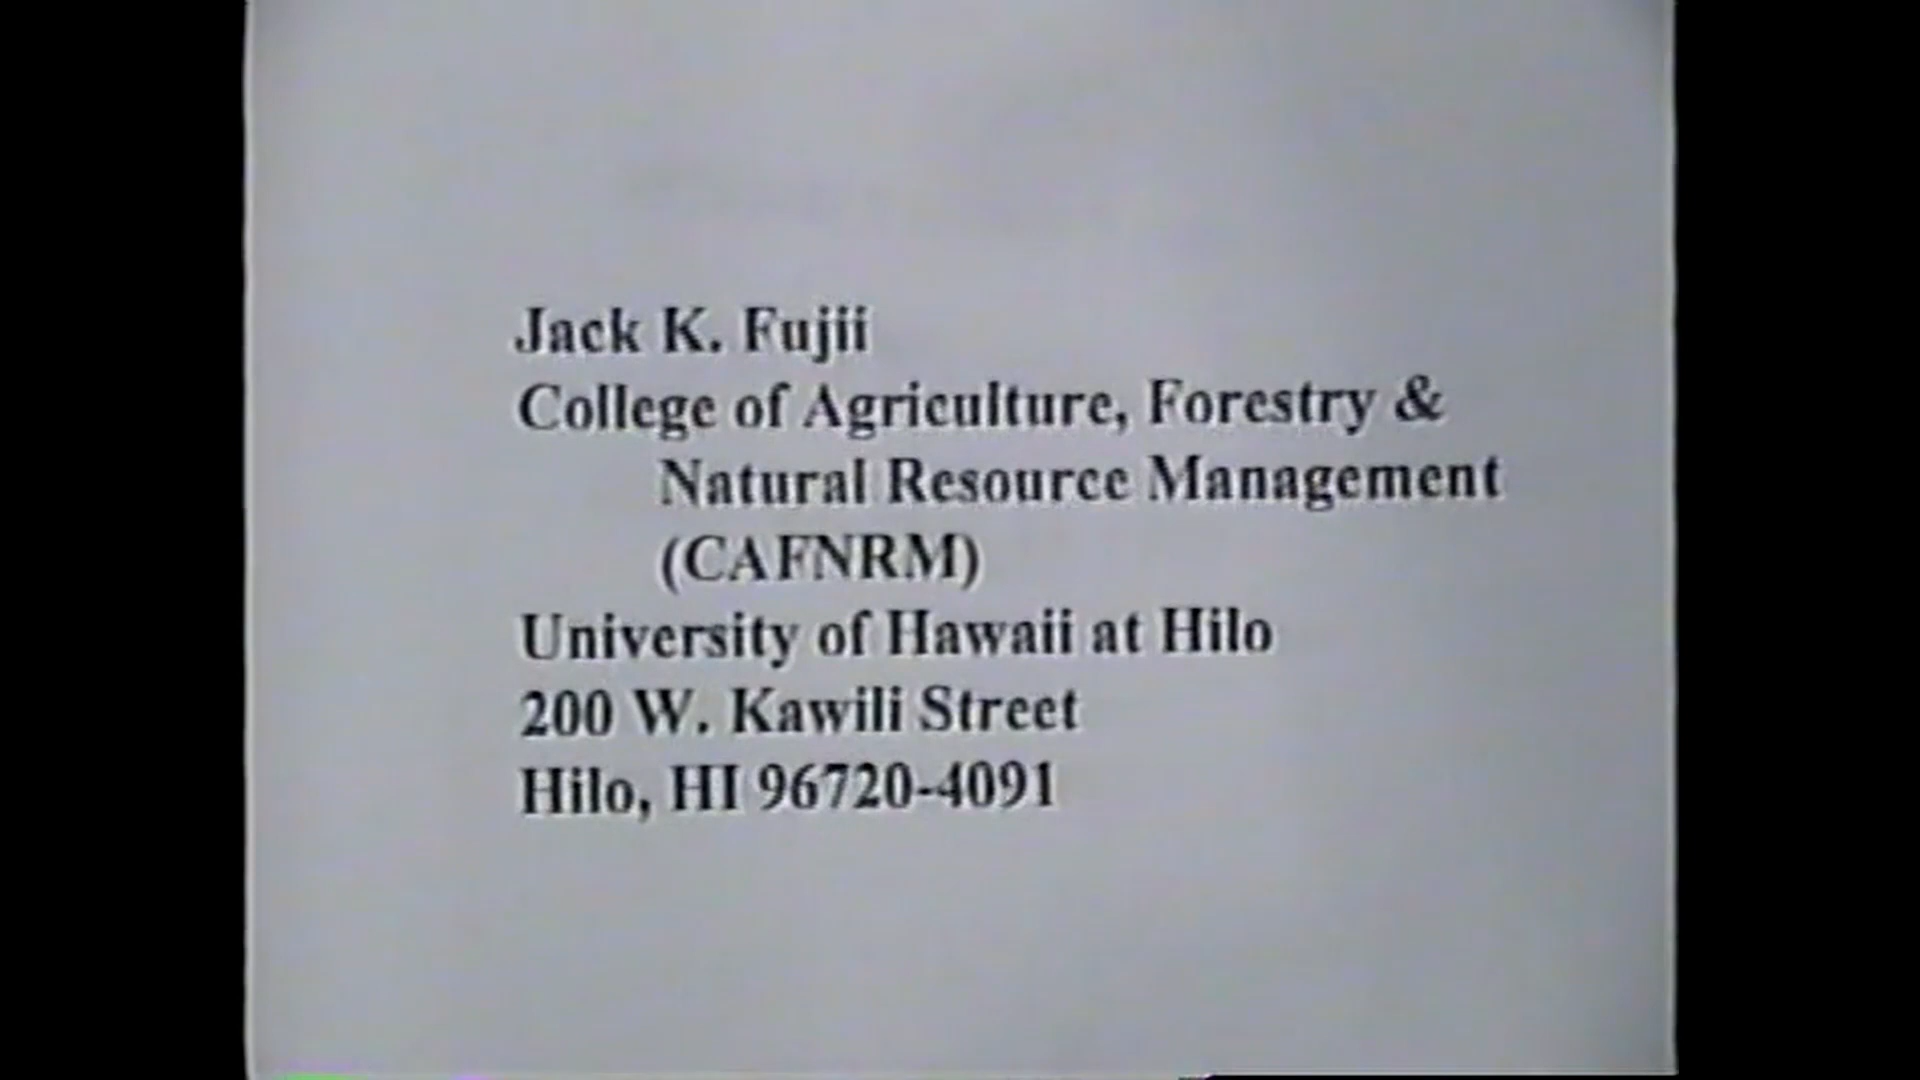 Jack K. Fujii
College of Agriculture, Forestry &
Natural Resource Management
(CAFNRM)
University of Hawaii at Hilo
200 W. Kawili Street
Hilo, HI 96720-4091